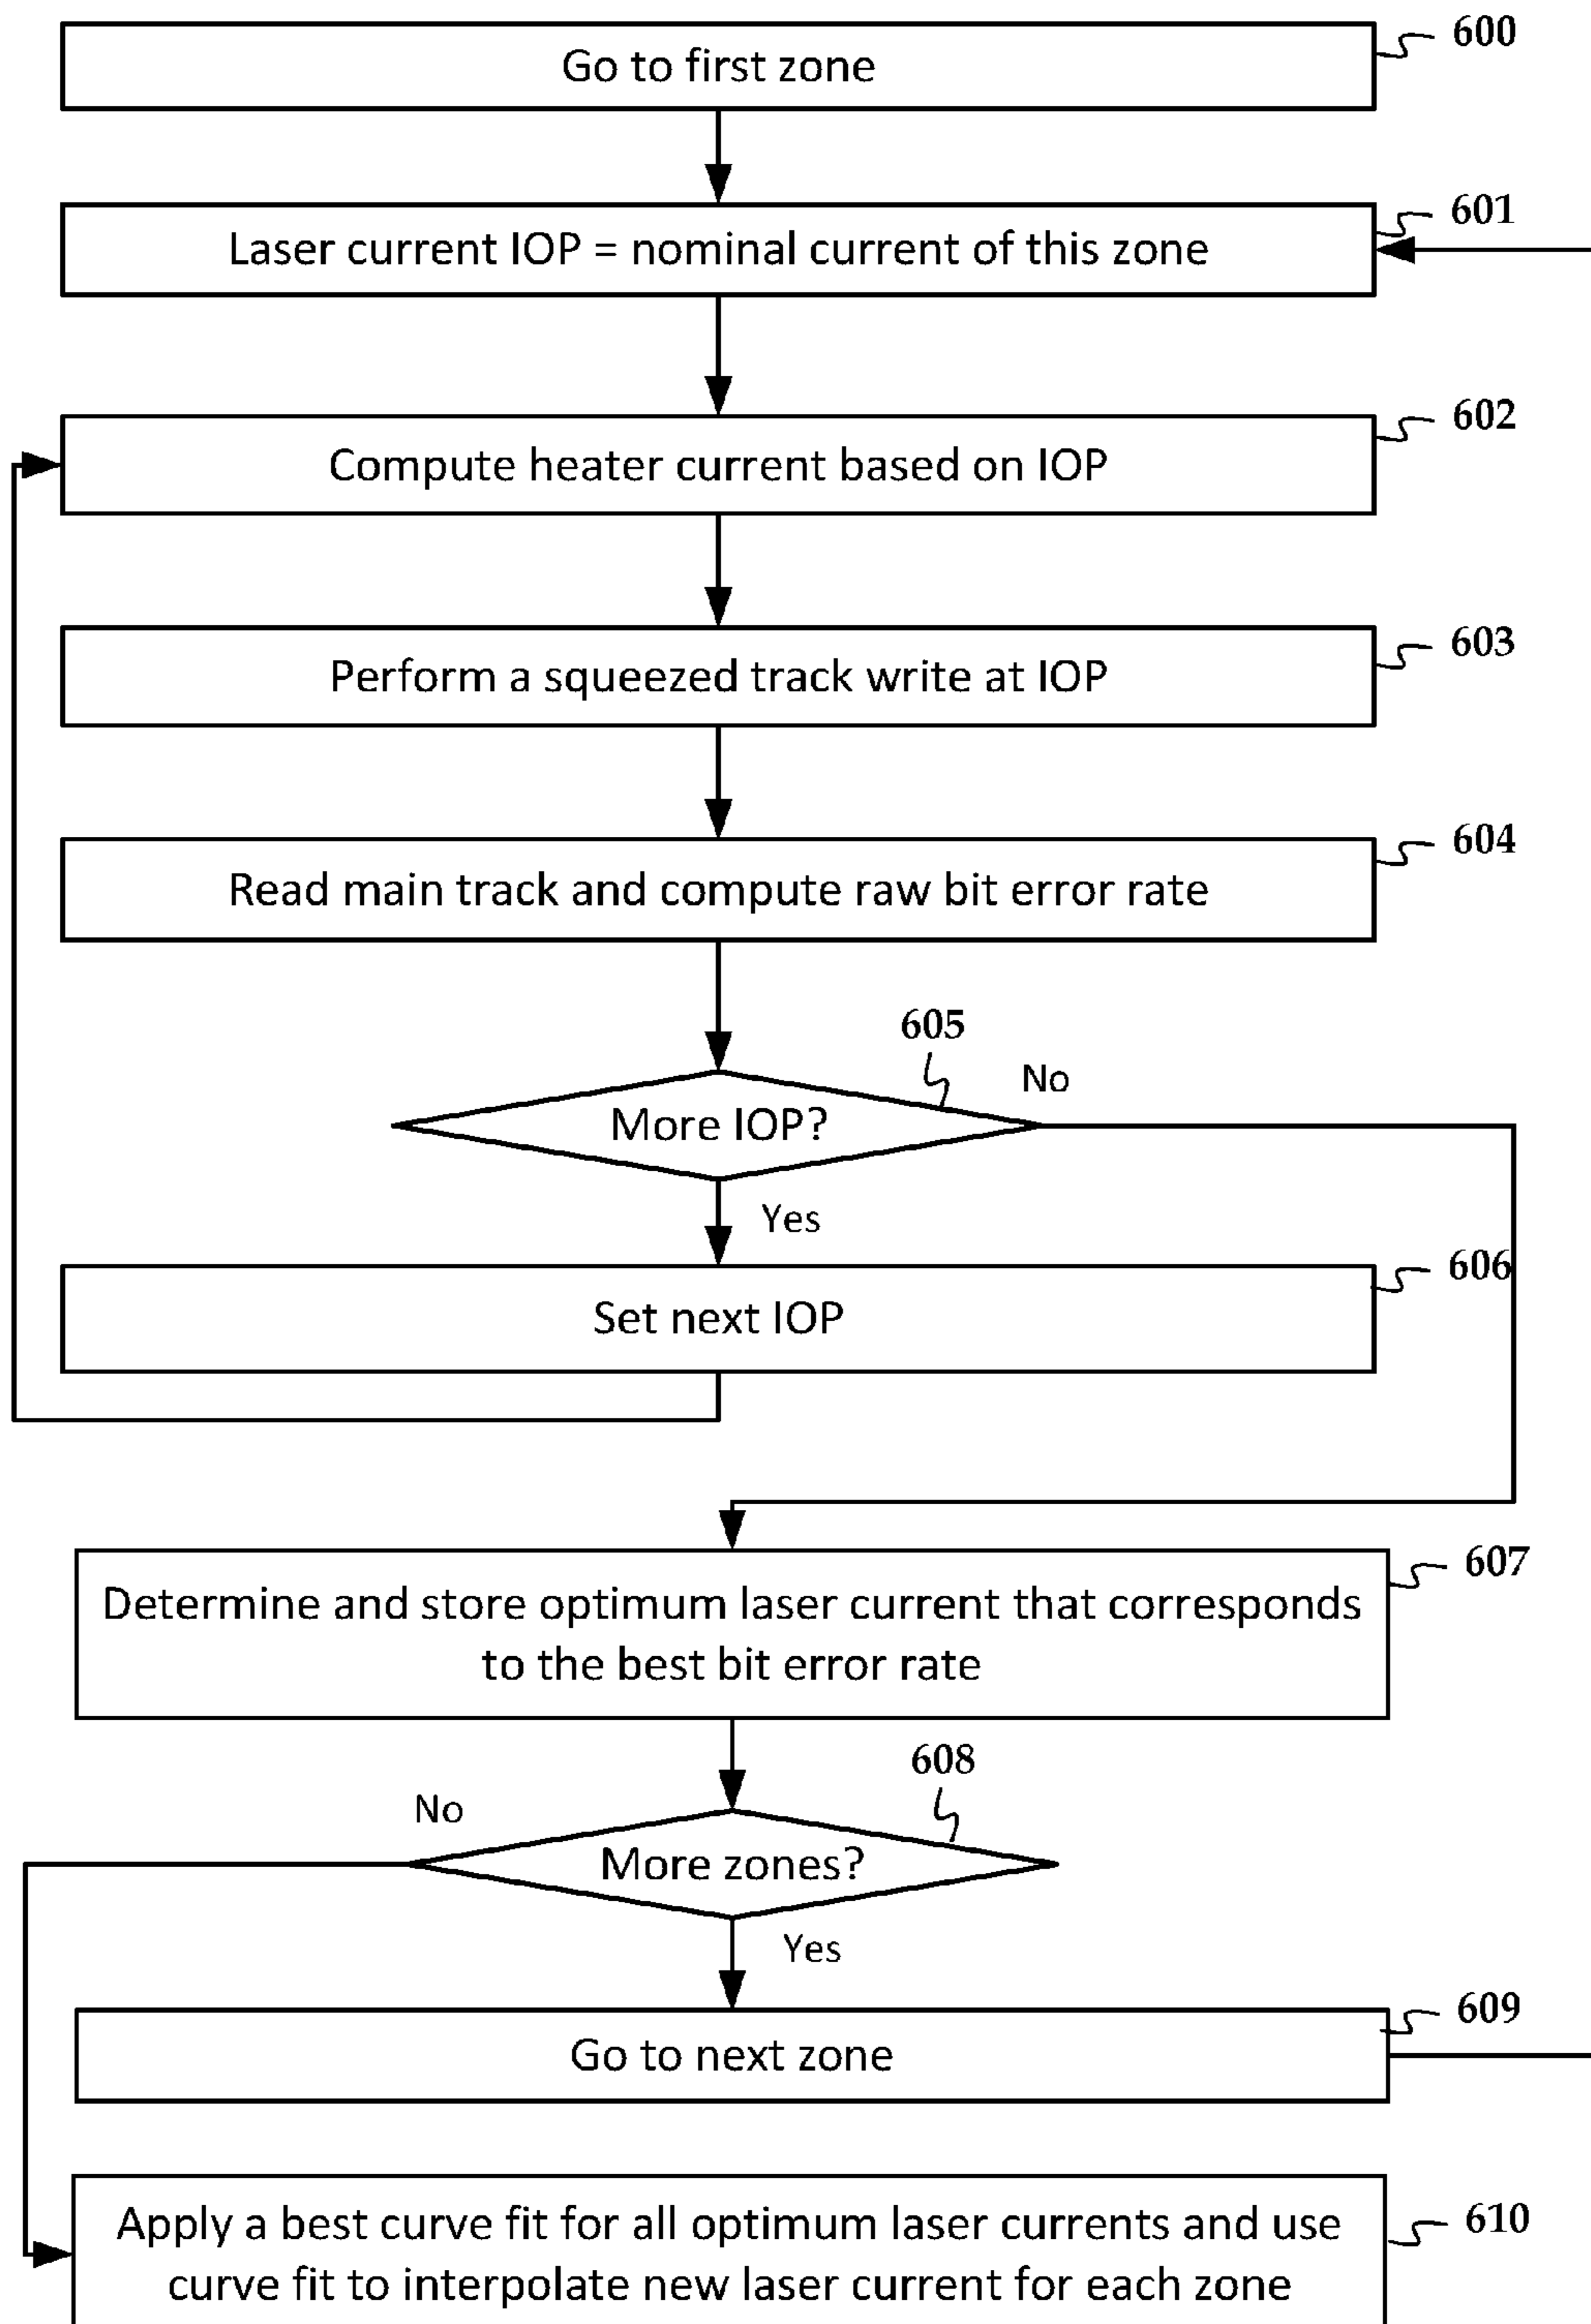 600
Go to first zone
601
Laser current IOP = nominal current of this zone
602
Compute heater current based on IOP
603
Perform a squeezed track write at IOP
604
Read main track and compute raw bit error rate
605
No
More IOP?
Yes
606
Set next IOP
607
Determine and store optimum laser current that corresponds
to the best bit error rate
608
No
More zones?
Yes
609
Go to next zone
610
Apply a best curve fit for all optimum laser currents and use
curve fit to interpolate new laser current for each zone